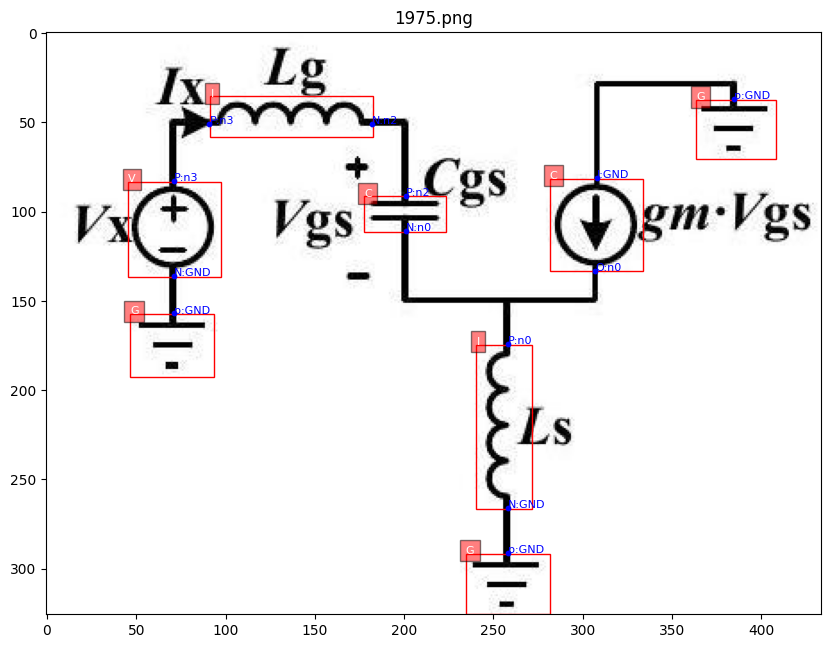 1975.png
Ix
Lg
I
P:n3
N:n2
G
o:GND
V
P:n3
C
P:n2
Cgs
C
I:GND
Vx
Vgs
gm·Vgs
N:n0
N:GND
O:n0
G
o:GND
I
P:n0
Ls
N:GND
G
o:GND
0
50
100
150
200
250
300
0 50 100 150 200 250 300 350 400